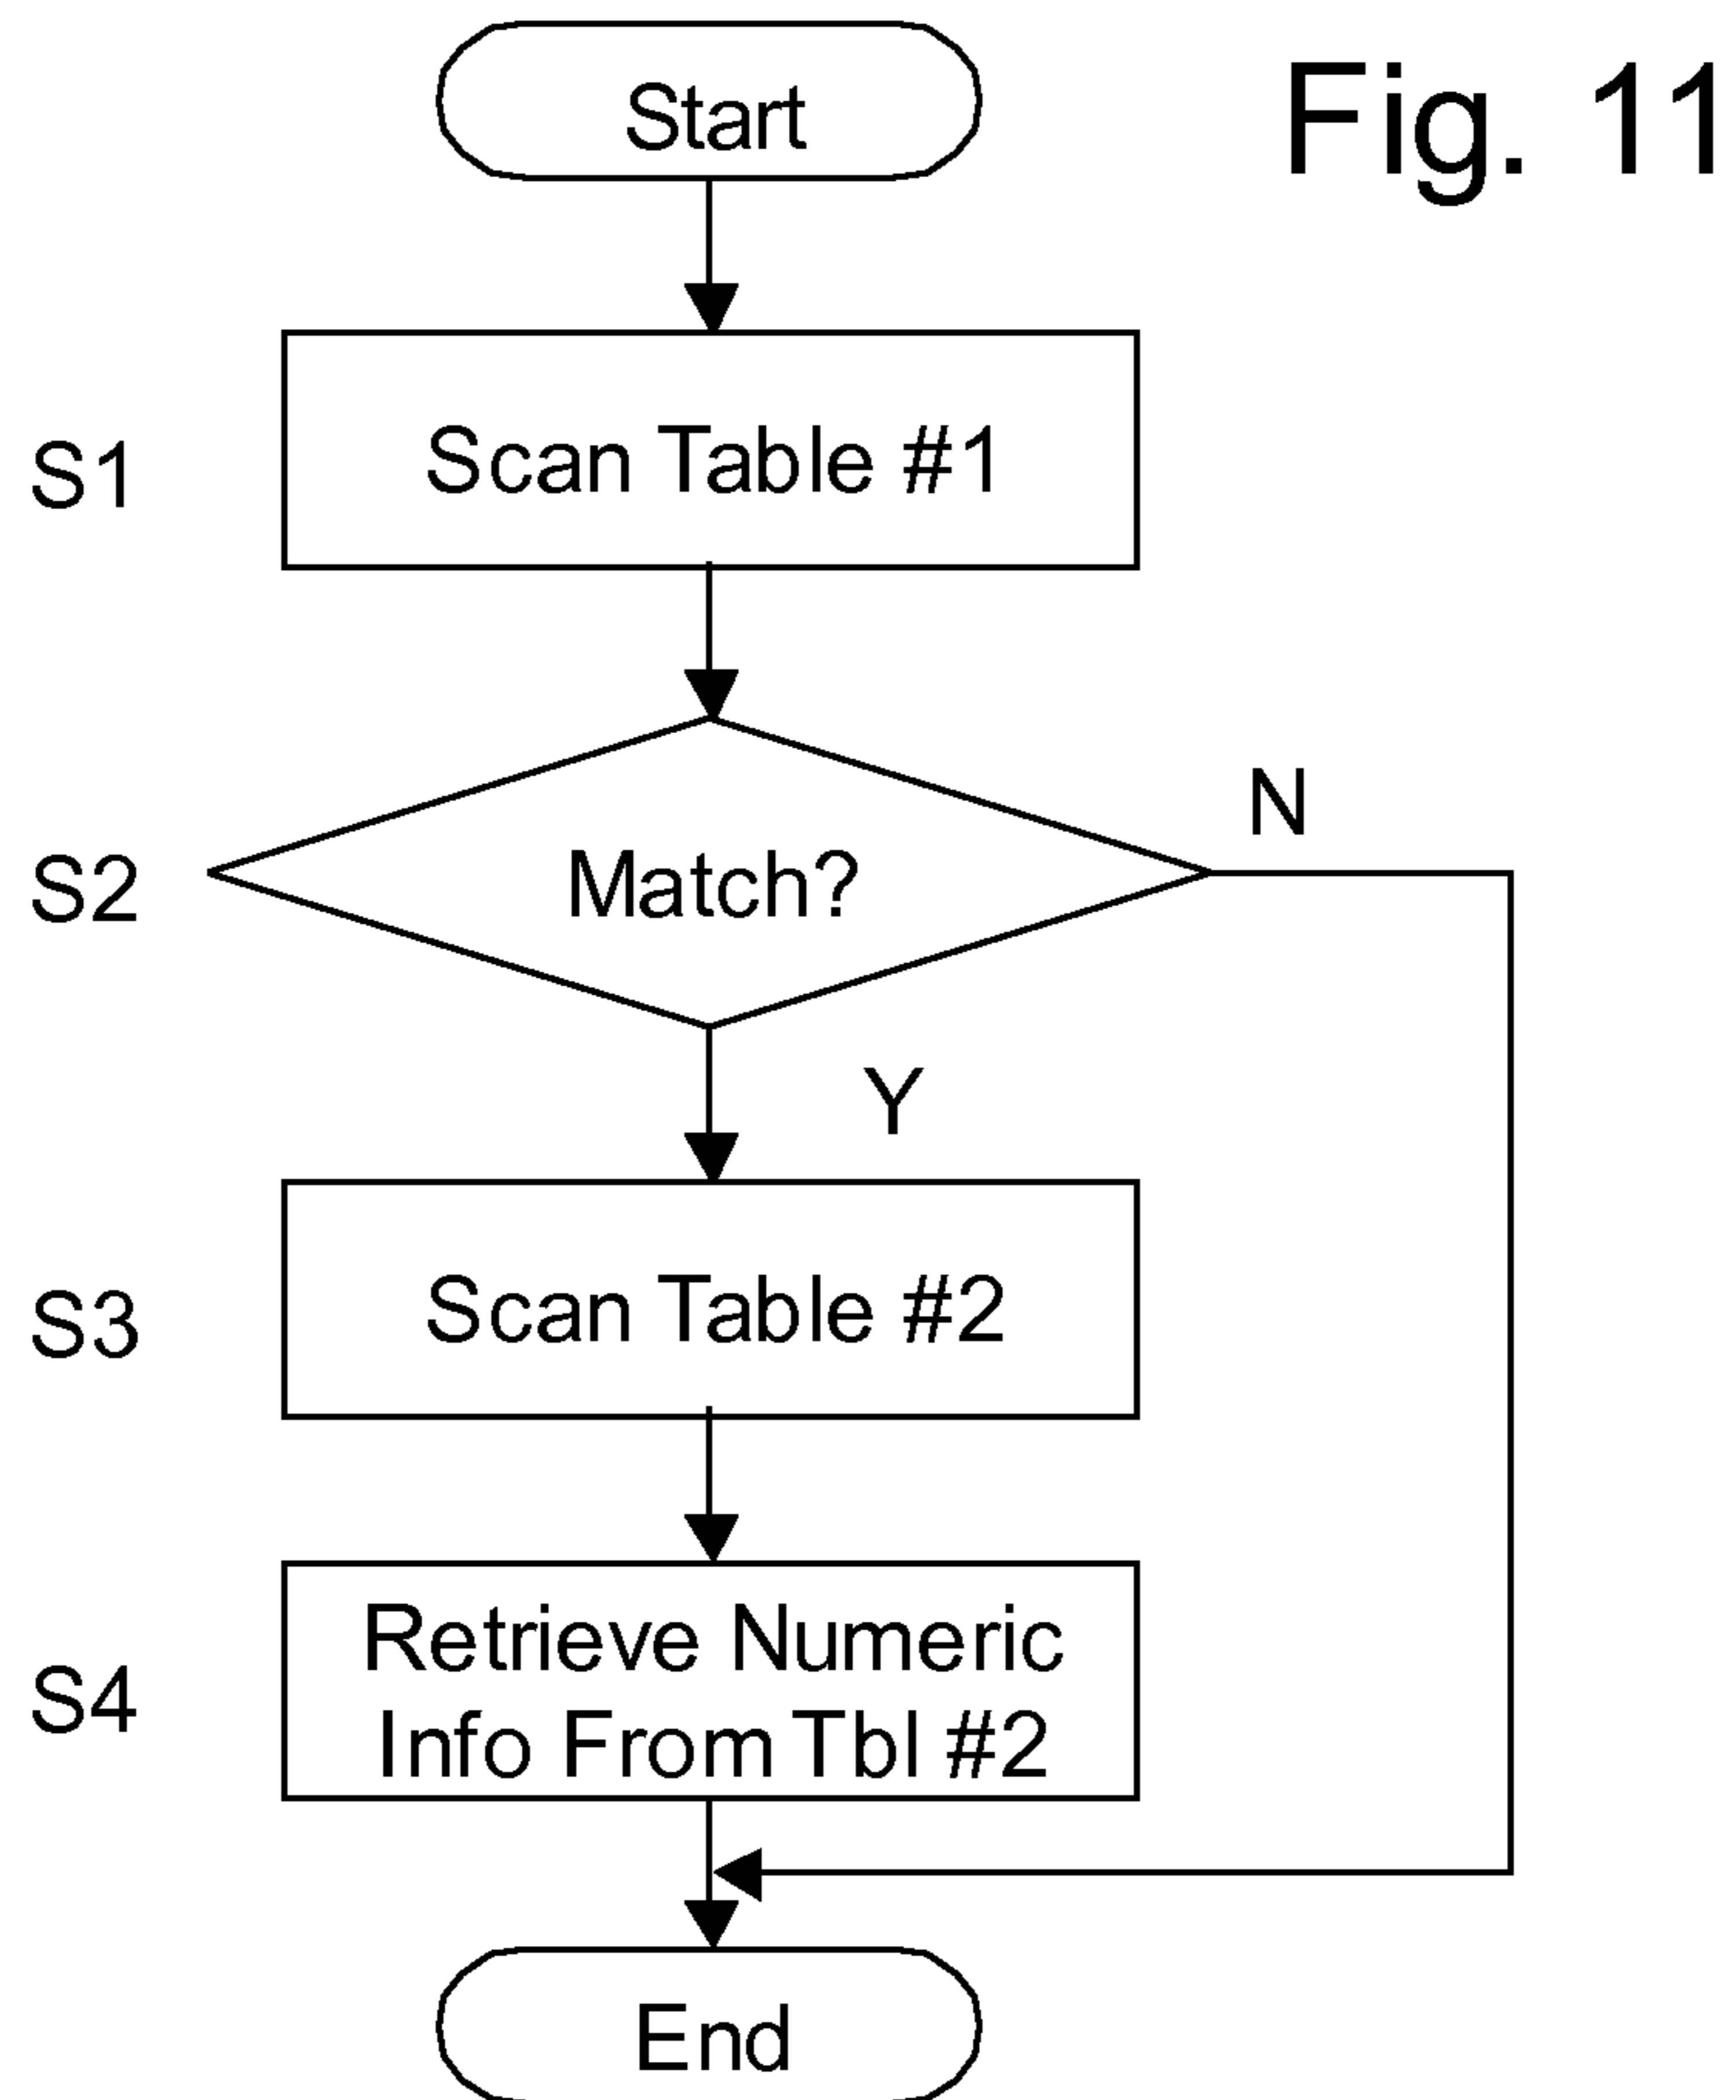 Start
Fig. 11
S1
Scan Table #1
S2
Match?
N
Y
S3
Scan Table #2
S4
Retrieve Numeric
Info From Tbl #2
End